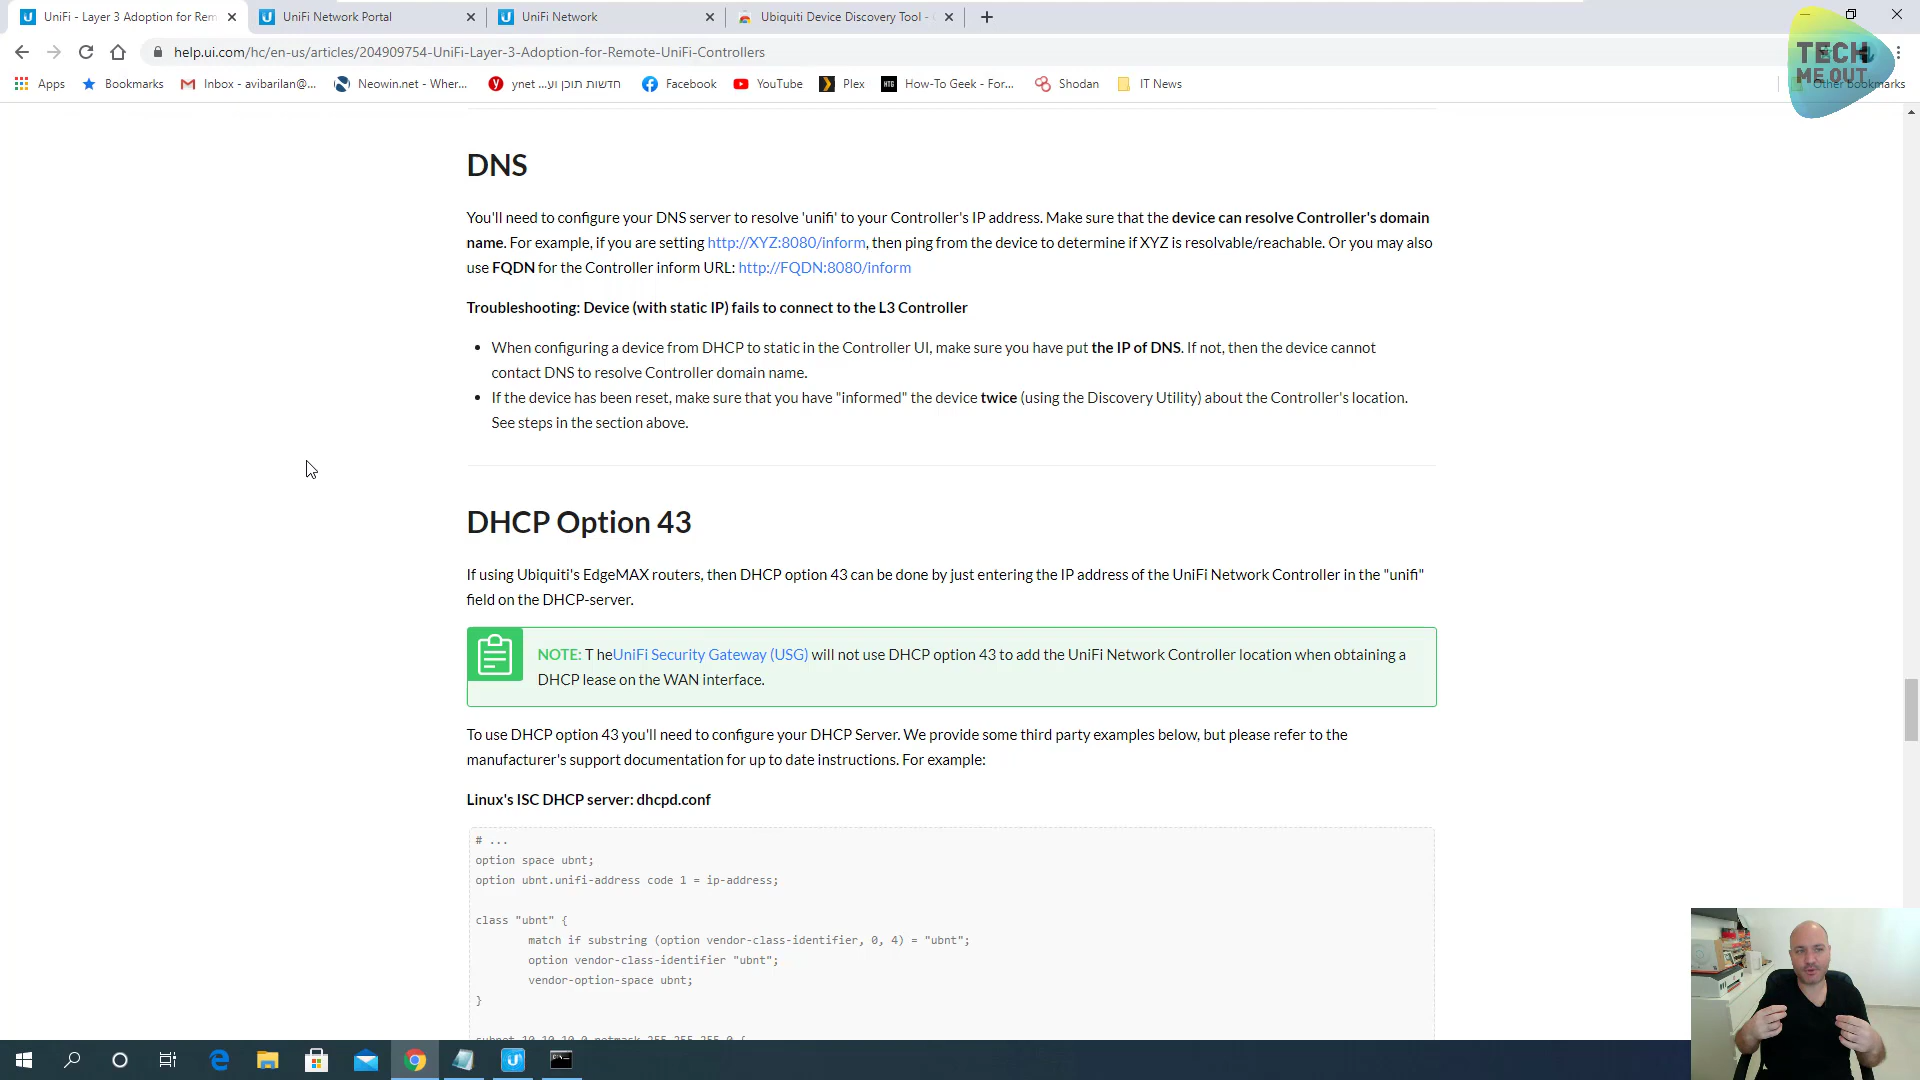 UniFi - Layer 3 Adoption for Rem
UniFi Network Portal
UniFi Network
Ubiquiti Device Discovery Tool -
help.ui.com/hc/en-us/articles/204909754-UniFi-Layer-3-Adoption-for-Remote-UniFi-Controllers
Apps
Bookmarks
Inbox - avibarilan@...
Neowin.net - Wher...
ynet חדשות תוכן וע...
Facebook
YouTube
Plex
How-To Geek - For...
Shodan
IT News
Other bookmarks
TECH
ME OUT
DNS
You'll need to configure your DNS server to resolve 'unifi' to your Controller's IP address. Make sure that the device can resolve Controller's domain
name. For example, if you are setting http://XYZ:8080/inform, then ping from the device to determine if XYZ is resolvable/reachable. Or you may also
use FQDN for the Controller inform URL: http://FQDN:8080/inform
Troubleshooting: Device (with static IP) fails to connect to the L3 Controller
• When configuring a device from DHCP to static in the Controller UI, make sure you have put the IP of DNS. If not, then the device cannot
contact DNS to resolve Controller domain name.
• If the device has been reset, make sure that you have "informed" the device twice (using the Discovery Utility) about the Controller's location.
See steps in the section above.
DHCP Option 43
If using Ubiquiti's EdgeMAX routers, then DHCP option 43 can be done by just entering the IP address of the UniFi Network Controller in the "unifi"
field on the DHCP-server.
NOTE: T heUniFi Security Gateway (USG) will not use DHCP option 43 to add the UniFi Network Controller location when obtaining a
DHCP lease on the WAN interface.
To use DHCP option 43 you'll need to configure your DHCP Server. We provide some third party examples below, but please refer to the
manufacturer's support documentation for up to date instructions. For example:
Linux's ISC DHCP server: dhcpd.conf
# ...
option space ubnt;
option ubnt.unifi-address code 1 = ip-address;
class "ubnt" {
match if substring (option vendor-class-identifier, 0, 4) = "ubnt";
option vendor-class-identifier "ubnt";
vendor-option-space ubnt;
}
subnet 10.10.10.0 netmask 255.255.255.0 {